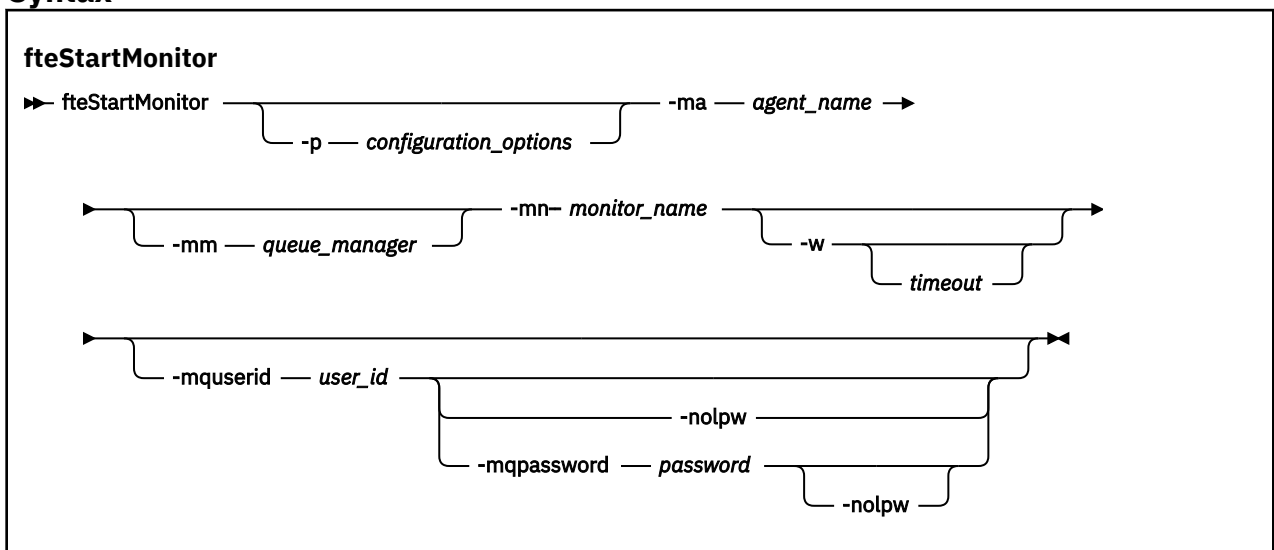 Syntax
fteStartMonitor
fteStartMonitor -ma agent_name
-p configuration_options
-mn monitor_name
-mm queue_manager -w
timeout
-mquserid user_id
-nolpw
-mqpassword password
-nolpw